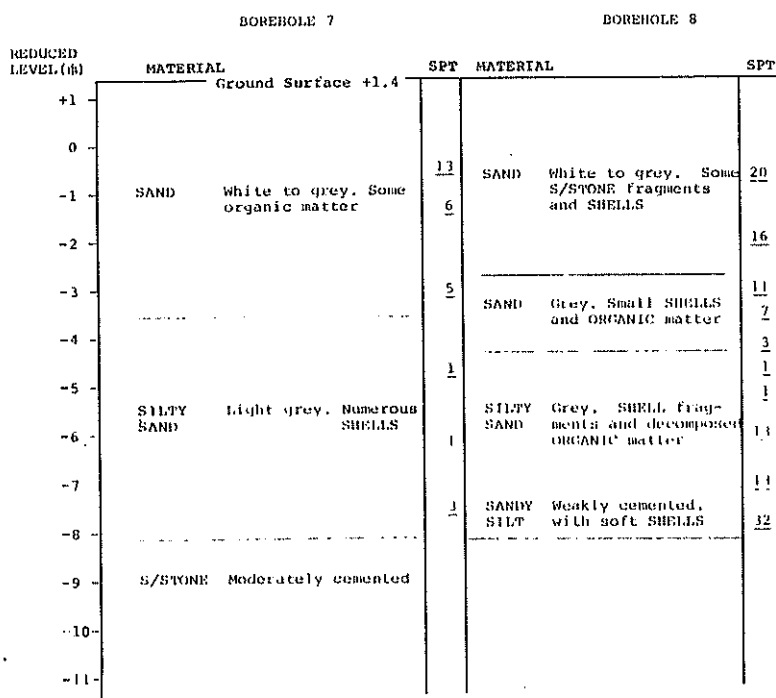 BOREHOLE 7
BOREHOLE 8
REDUCED
LEVEL(m)
MATERIAL
SPT
MATERIAL
SPT
Ground Surface +1.4
+1
0
-1
-2
-3
-4
-5
-6
-7
-8
-9
-10
-11
SAND White to grey. Some
organic matter
SILTY Light grey. Numerous
SAND SHELLS
S/STONE Moderately cemented
13
6
5
1
1
3
SAND White to grey. Some
S/STONE fragments
and SHELLS
SAND Grey. Small SHELLS
and ORGANIC matter
SILTY Grey. SHELL frag-
SAND ments and decomposed
ORGANIC matter
SANDY Weakly cemented,
SILT with soft SHELLS
20
16
11
7
3
1
1
13
32